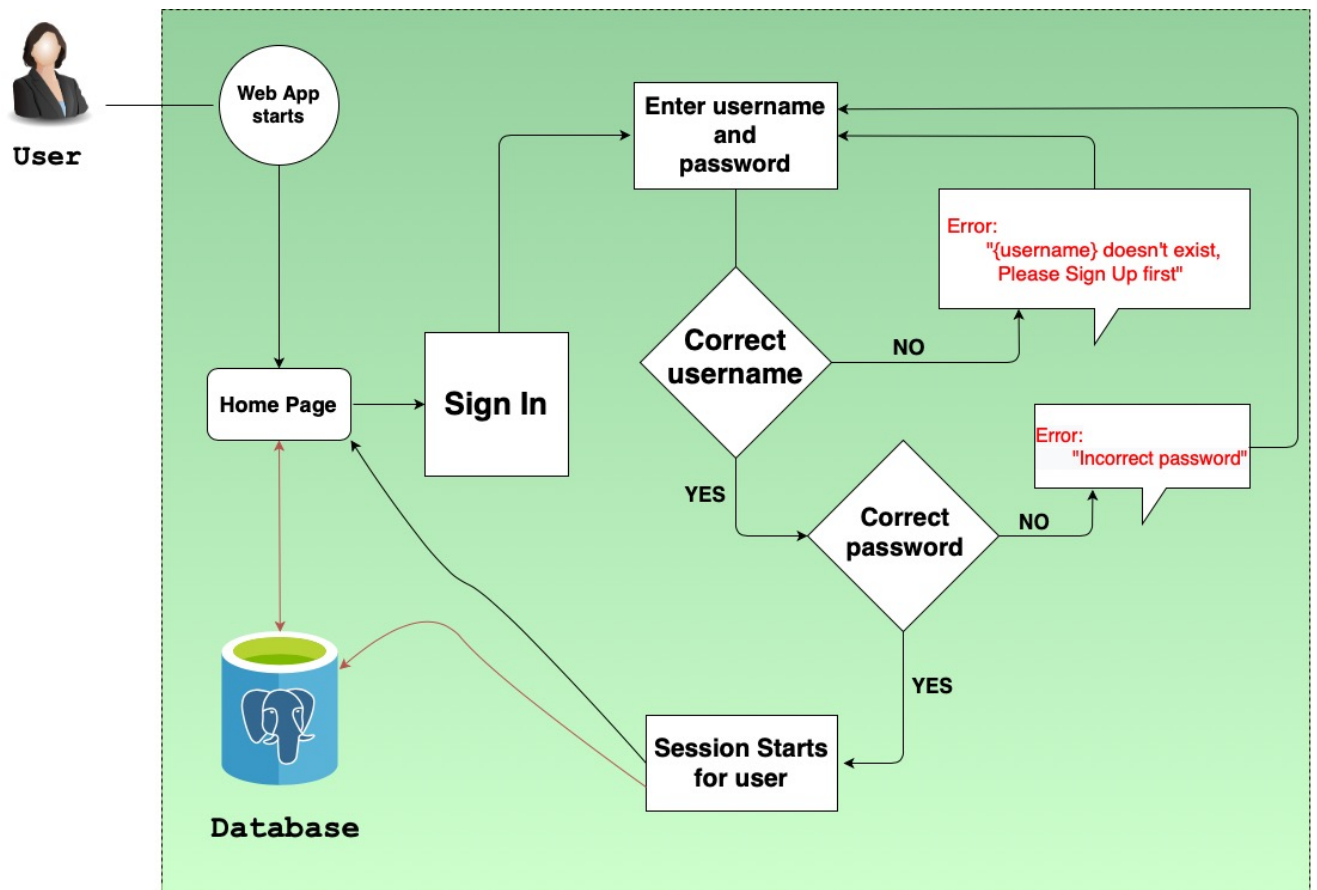 Web App
starts
User
Enter username
and
password
Error:
"{username} doesn't exist,
Please Sign Up first"
Correct
username
NO
Home Page
Sign In
Error:
"Incorrect password"
YES
Correct
password
NO
YES
Session Starts
for user
Database